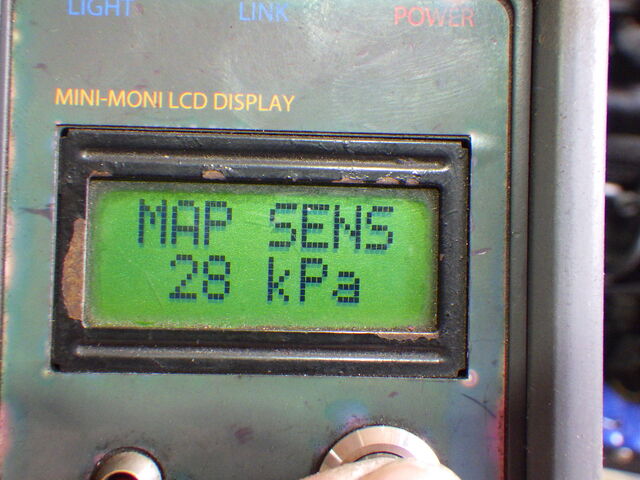 LIGHT LINK POWER
MINI-MONI LCD DISPLAY
MAP SENS
28 kPa